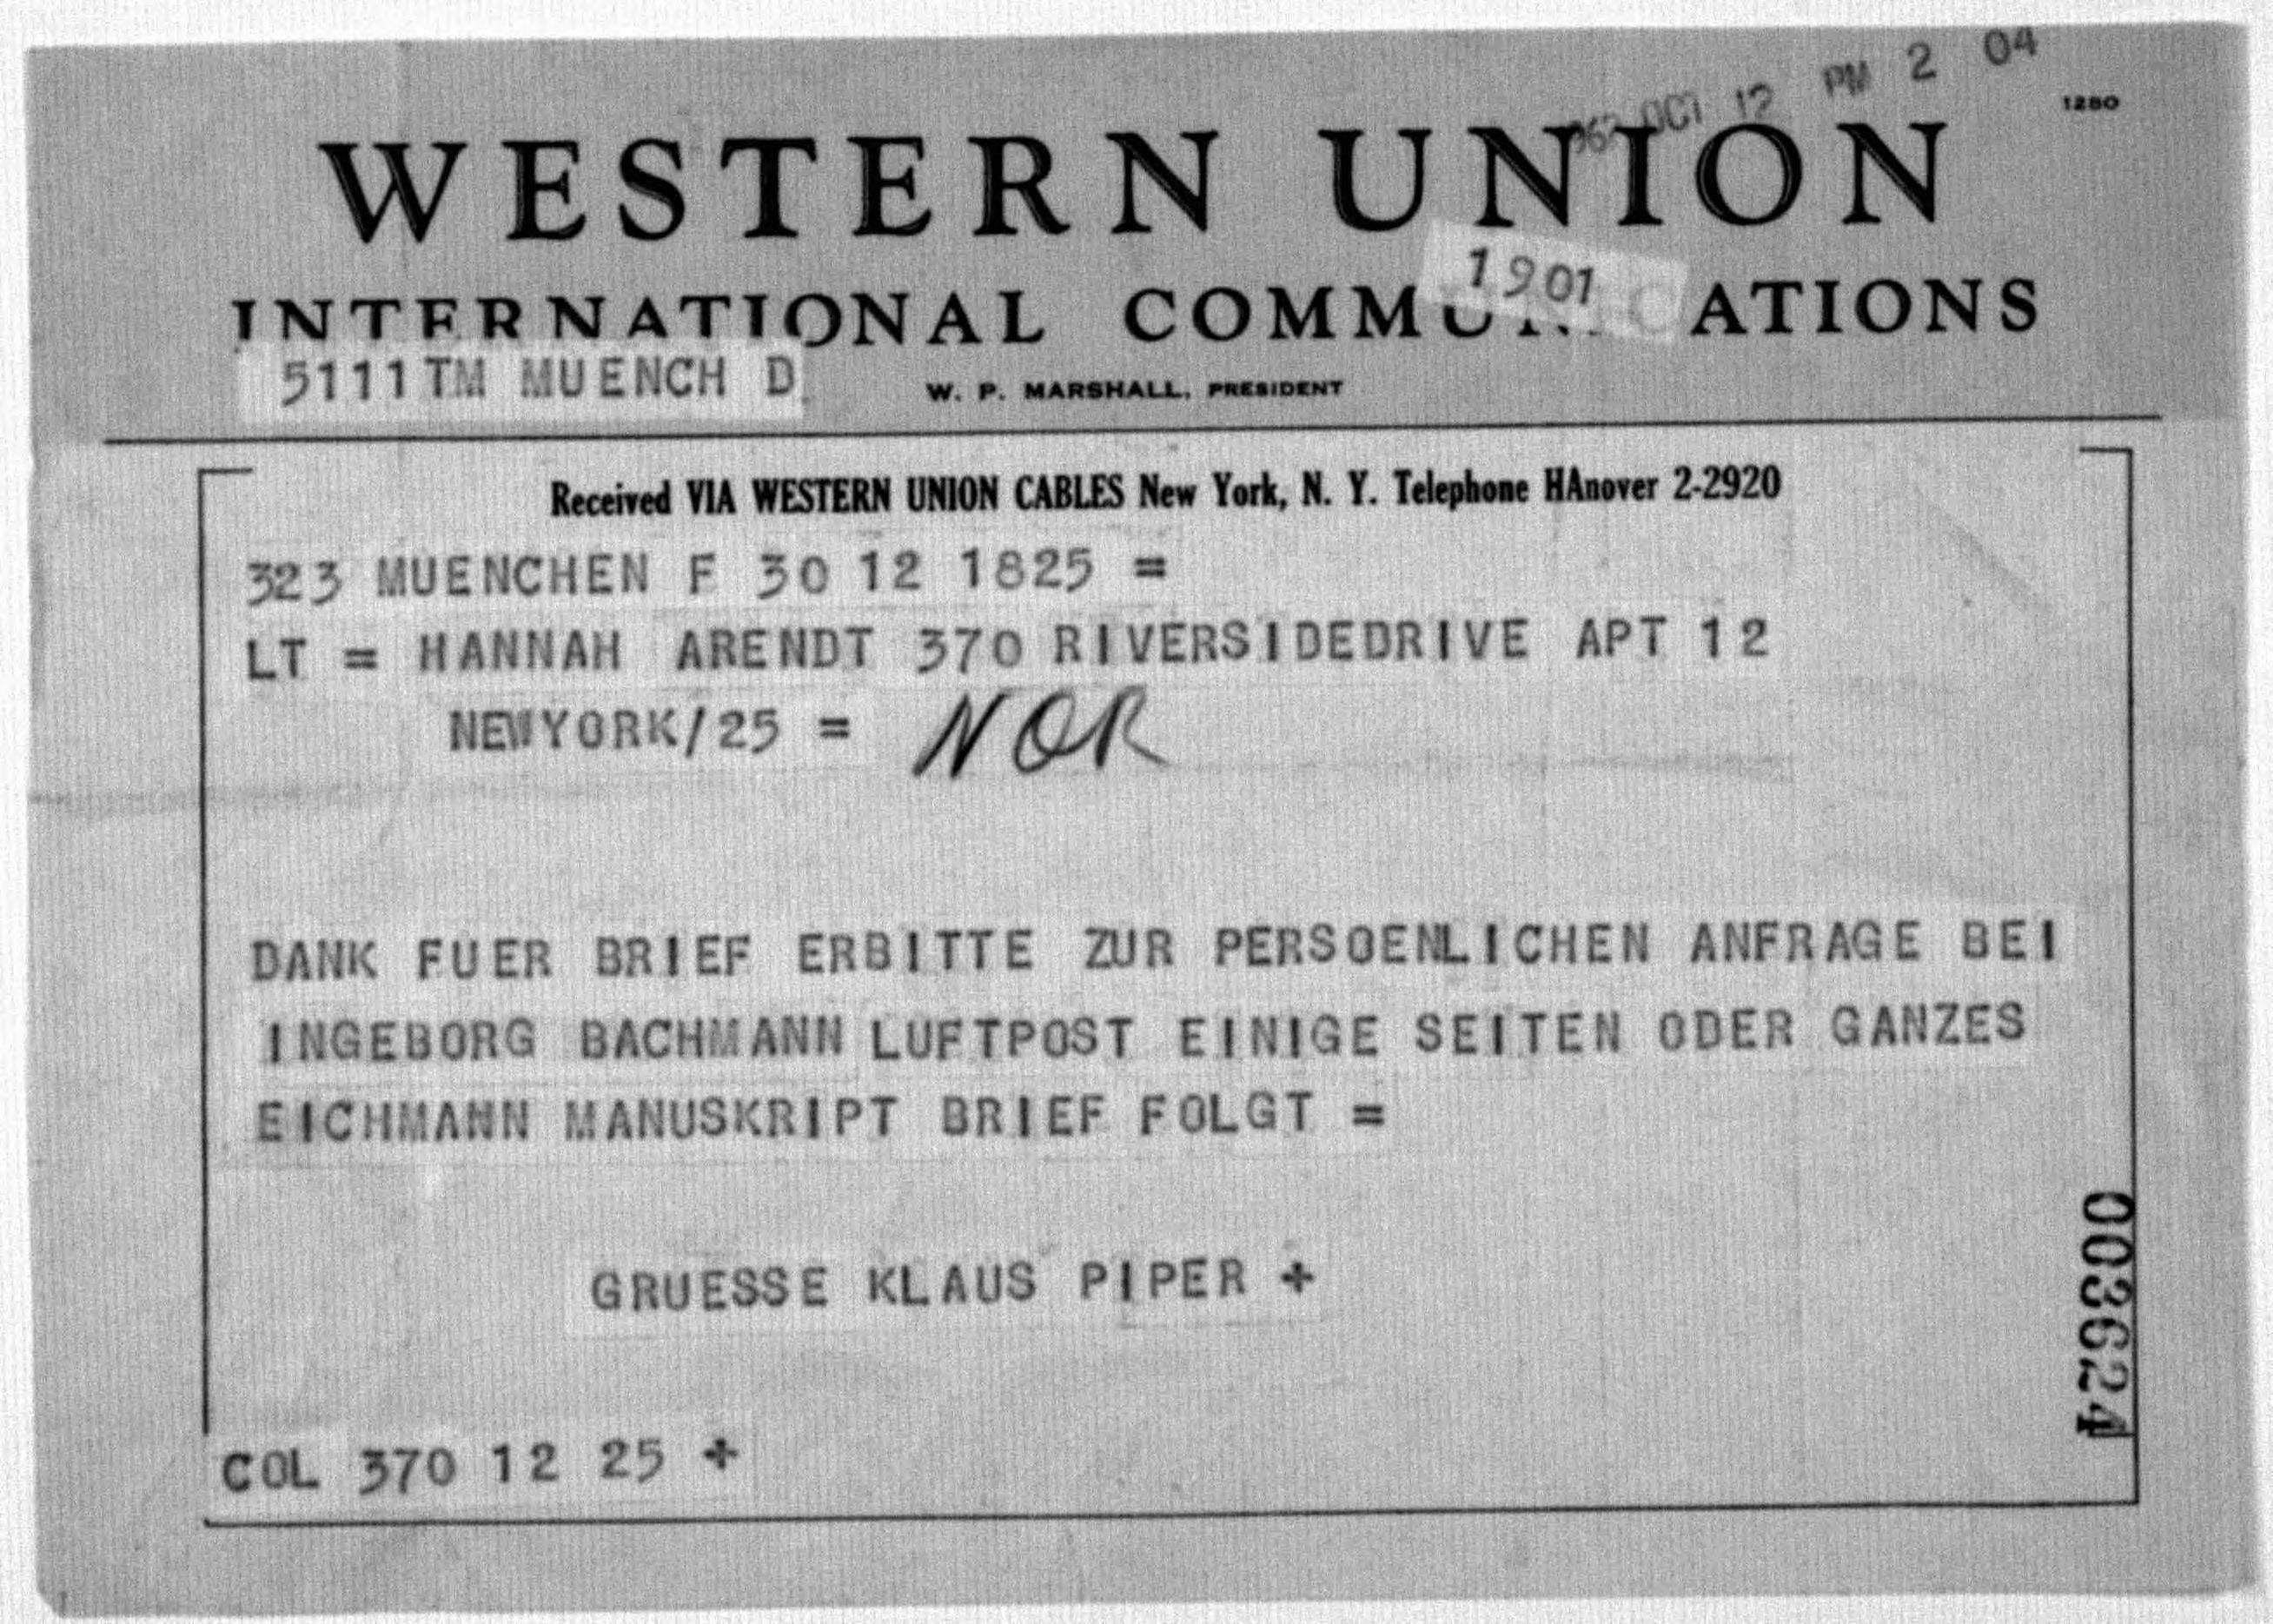 OCT 12 PM 2 04
1280
WESTERN UNION
1901
INTERNATIONAL COMMU C ATIONS
5111TM MUENCH D
W. P. MARSHALL, PRESIDENT
Received VIA WESTERN UNION CABLES New York, N. Y. Telephone HAnover 2-2920
323 MUENCHEN F 30 12 1825 =
LT = HANNAH ARENDT 370 RIVERSIDEDRIVE APT 12
NEWYORK/25 = NOR
DANK FUER BRIEF ERBITTE ZUR PERSOENLICHEN ANFRAGE BEI
INGEBORG BACHMANN LUFTPOST EINIGE SEITEN ODER GANZES
EICHMANN MANUSKRIPT BRIEF FOLGT =
GRUESSE KLAUS PIPER +
003624
COL 370 12 25 +